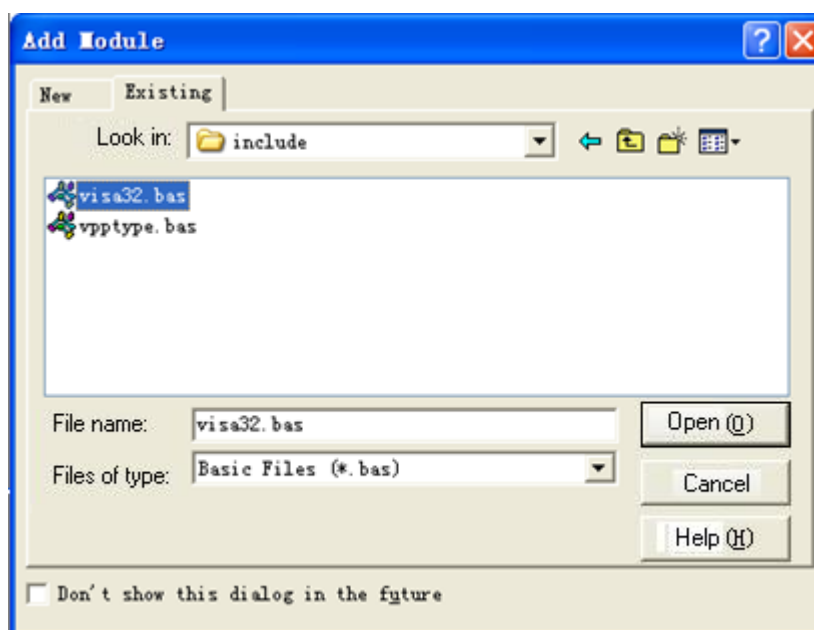 Add Module
New Existing
Look in: include
visa32.bas
vpptype.bas
File name: visa32.bas
Open (O)
Files of type: Basic Files (*.bas)
Cancel
Help (H)
Don't show this dialog in the future